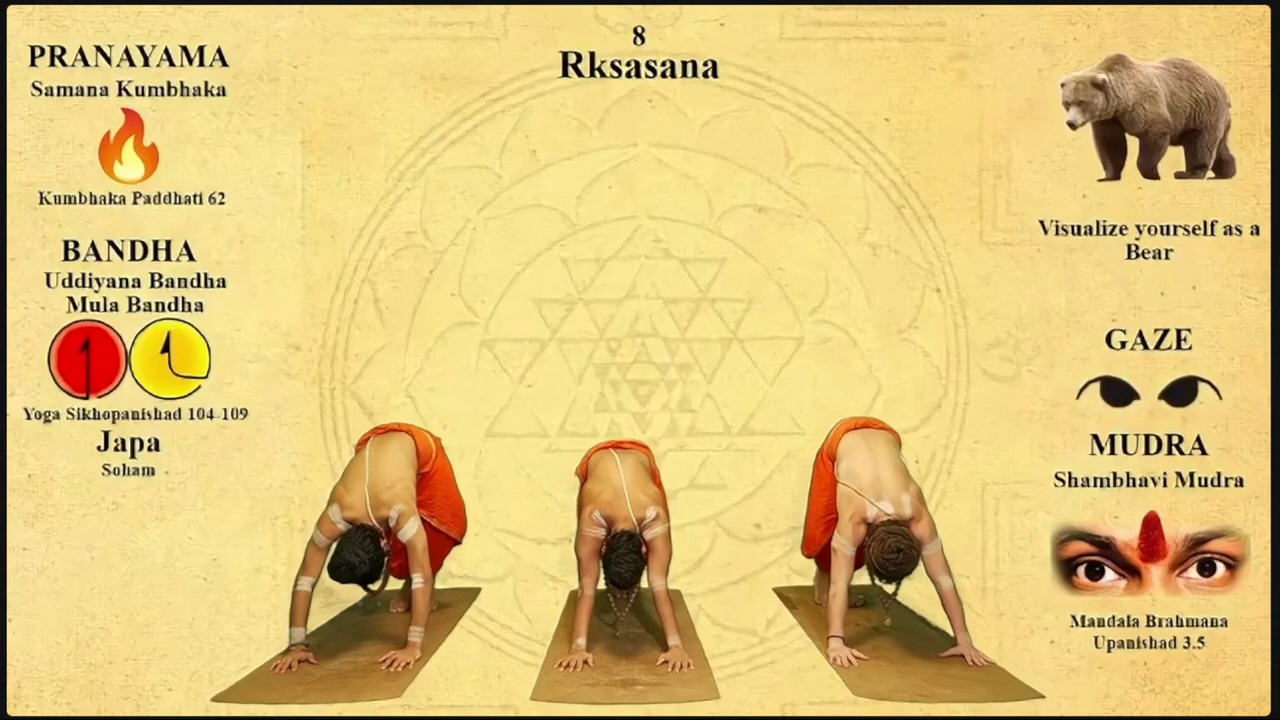 8
Rksasana
PRANAYAMA
Samana Kumbhaka
Kumbhaka Paddhati 62
BANDHA
Uddiyana Bandha
Mula Bandha
Yoga Sikhopanishad 104-109
Japa
Soham
Visualize yourself as a
Bear
GAZE
MUDRA
Shambhavi Mudra
Mandala Brahmana
Upanishad 3.5